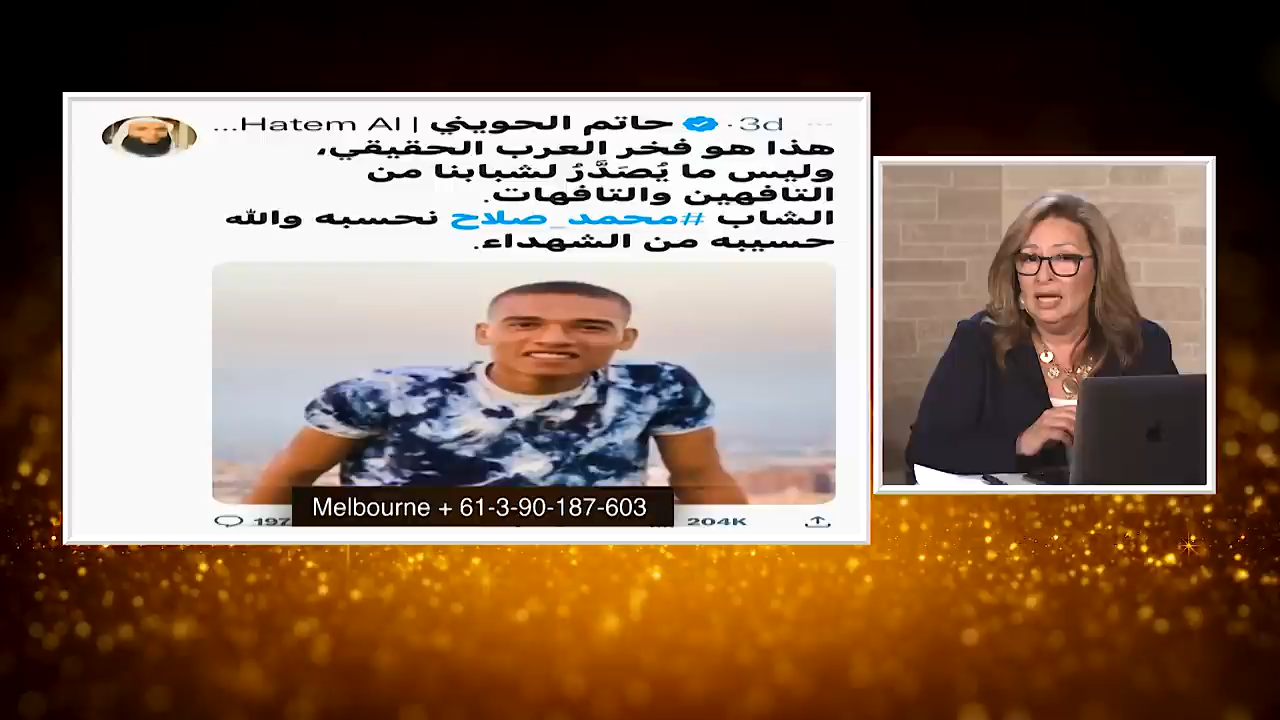 حاتم الحويني | Hatem Al... · 3d
هذا هو فخر العرب الحقيقي،
وليس ما يُصَدَّرُ لشبابنا من
التافهين والتافهات.
الشاب #محمد_صلاح نحسبه والله
حسيبه من الشهداء.
Melbourne + 61-3-90-187-603
197
204K